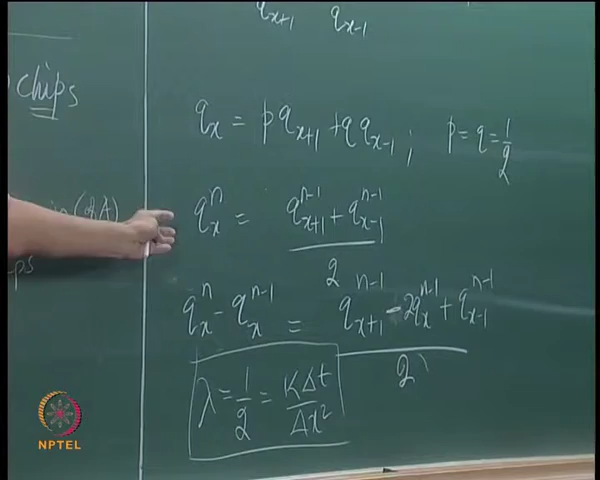 q_{x+1} q_{x-1}
chips
q_x = p q_{x+1} + q q_{x-1} ; p = q = 1/2
q_x^n = (q_{x+1}^{n-1} + q_{x-1}^{n-1}) / 2
q_x^n - q_x^{n-1} = (q_{x+1}^{n-1} - 2q_x^{n-1} + q_{x-1}^{n-1}) / 2
λ = 1/2 = KΔt / Δx^2
NPTEL